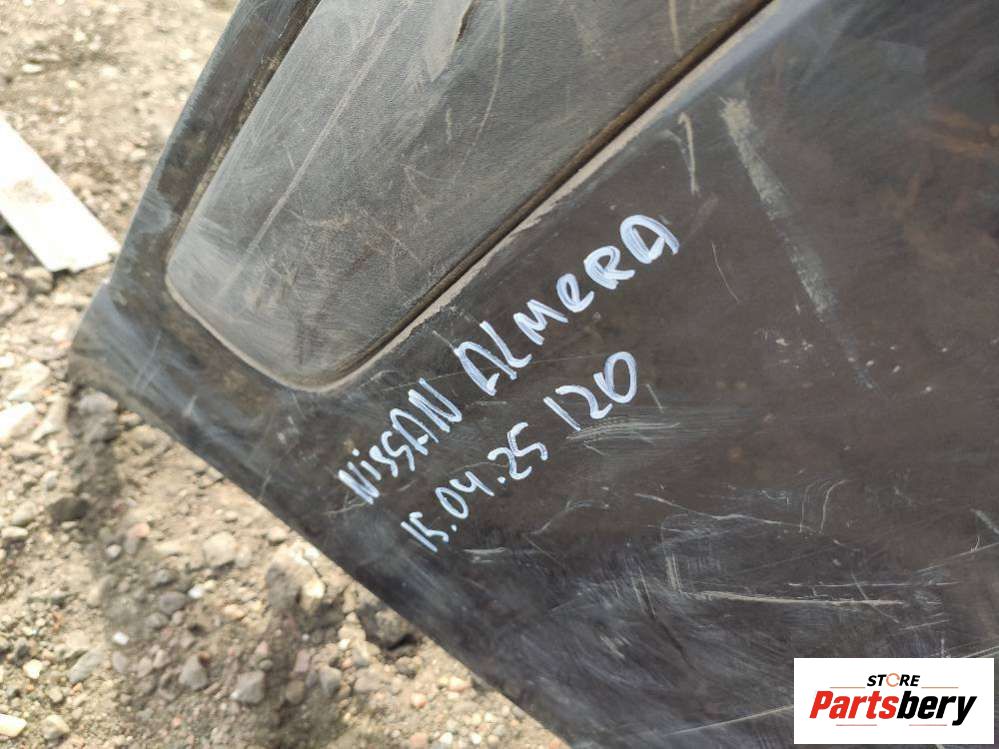 NissAN ALMeRA
15.04.25 120
STORE
Partsbery